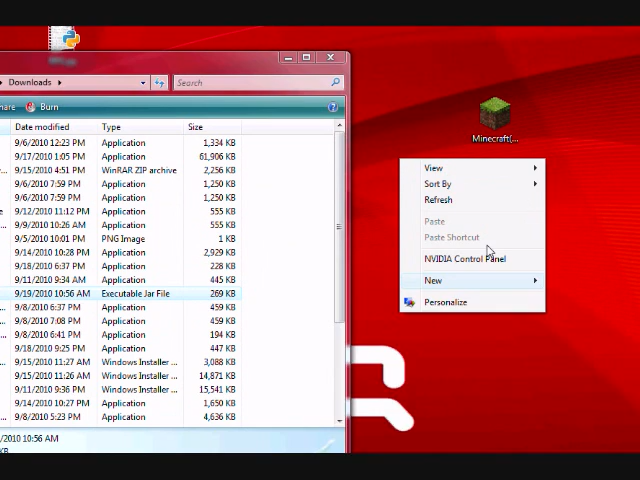 Downloads
Search
hare
Burn
Date modified Type Size
9/6/2010 12:23 PM Application 1,334 KB
9/17/2010 1:05 PM Application 61,906 KB
9/15/2010 4:51 PM WinRAR ZIP archive 2,256 KB
9/6/2010 7:59 PM Application 1,250 KB
9/6/2010 7:59 PM Application 1,250 KB
9/12/2010 11:12 PM Application 555 KB
9/9/2010 10:26 AM Application 555 KB
9/5/2010 10:01 PM PNG Image 1 KB
9/14/2010 10:28 PM Application 2,929 KB
9/18/2010 6:37 PM Application 228 KB
9/11/2010 9:34 AM Application 445 KB
9/19/2010 10:56 AM Executable Jar File 269 KB
9/8/2010 6:37 PM Application 459 KB
9/8/2010 7:08 PM Application 459 KB
9/8/2010 6:41 PM Application 194 KB
9/18/2010 9:25 PM Application 447 KB
9/15/2010 11:27 AM Windows Installer ... 3,088 KB
9/15/2010 11:26 AM Windows Installer ... 14,871 KB
9/11/2010 9:36 PM Windows Installer ... 15,541 KB
9/14/2010 10:27 PM Application 1,650 KB
9/8/2010 5:23 PM Application 4,636 KB
/2010 10:56 AM
KB
Minecraft(...
View
Sort By
Refresh
Paste
Paste Shortcut
NVIDIA Control Panel
New
Personalize